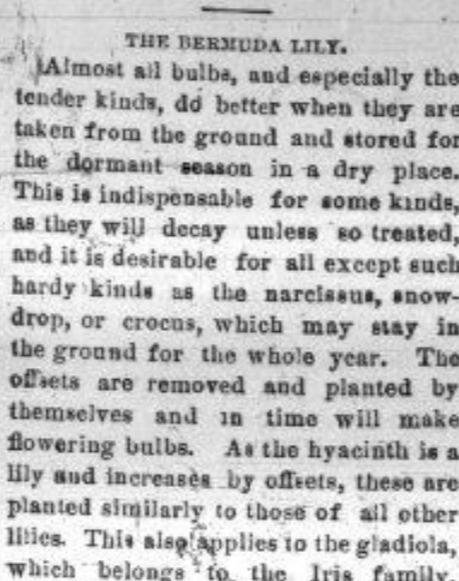 THE BERMUDA LILY.
Almost all bulbs, and especially the
tender kinds, do better when they are
taken from the ground and stored for
the dormant season in a dry place.
This is indispensable for some kinds,
as they will decay unless so treated,
and it is desirable for all except such
hardy kinds as the narcissus, snow-
drop, or crocus, which may stay in
the ground for the whole year. The
offsets are removed and planted by
themselves and in time will make
flowering bulbs. As the hyacinth is a
lily and increases by offsets, these are
planted similarly to those of all other
lilies. This also applies to the gladiola,
which belongs to the Iris family.